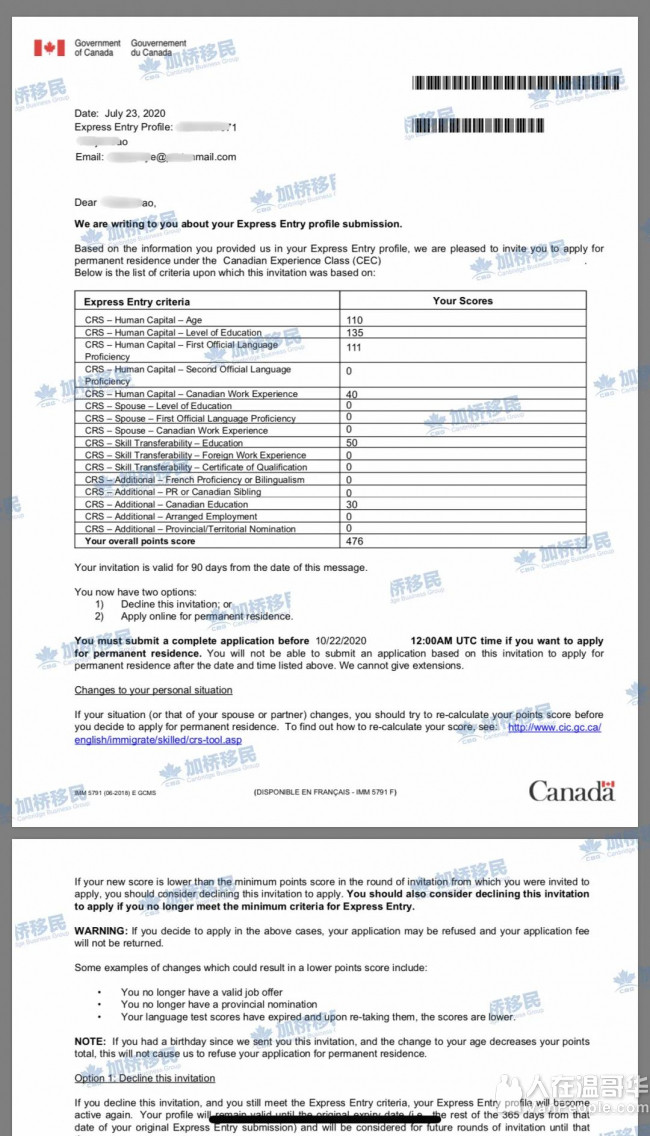 Government Gouvernement
of Canada du Canada
Date: July 23, 2020
Express Entry Profile: 1
ao
Email: e@ mail.com
Dear ao,
We are writing to you about your Express Entry profile submission.
Based on the information you provided us in your Express Entry profile, we are pleased to invite you to apply for
permanent residence under the Canadian Experience Class (CEC) .
Below is the list of criteria upon which this invitation was based on:
Express Entry criteria Your Scores
CRS – Human Capital – Age 110
CRS – Human Capital – Level of Education 135
CRS – Human Capital – First Official Language
Proficiency 111
CRS – Human Capital – Second Official Language
Proficiency 0
CRS – Human Capital – Canadian Work Experience 40
CRS – Spouse – Level of Education 0
CRS – Spouse – First Official Language Proficiency 0
CRS – Spouse – Canadian Work Experience 0
CRS – Skill Transferability – Education 50
CRS – Skill Transferability – Foreign Work Experience 0
CRS – Skill Transferability – Certificate of Qualification 0
CRS – Additional – French Proficiency or Bilingualism 0
CRS – Additional – PR or Canadian Sibling 0
CRS – Additional – Canadian Education 30
CRS – Additional – Arranged Employment 0
CRS – Additional – Provincial/Territorial Nomination 0
Your overall points score 476
Your invitation is valid for 90 days from the date of this message.
You now have two options:
1) Decline this invitation; or
2) Apply online for permanent residence.
You must submit a complete application before 10/22/2020 12:00AM UTC time if you want to apply
for permanent residence. You will not be able to submit an application based on this invitation to apply for
permanent residence after the date and time listed above. We cannot give extensions.
Changes to your personal situation
If your situation (or that of your spouse or partner) changes, you should try to re-calculate your points score before
you decide to apply for permanent residence. To find out how to re-calculate your score, see: http://www.cic.gc.ca/
english/immigrate/skilled/crs-tool.asp
IMM 5791 (06-2018) E GCMS (DISPONIBLE EN FRANÇAIS - IMM 5791 F) Canada
If your new score is lower than the minimum points score in the round of invitation from which you were invited to
apply, you should consider declining this invitation to apply. You should also consider declining this invitation
to apply if you no longer meet the minimum criteria for Express Entry.
WARNING: If you decide to apply in the above cases, your application may be refused and your application fee
will not be returned.
Some examples of changes which could result in a lower points score include:
• You no longer have a valid job offer
• You no longer have a provincial nomination
• Your language test scores have expired and upon re-taking them, the scores are lower.
NOTE: If you had a birthday since we sent you this invitation, and the change to your age decreases your points
total, this will not cause us to refuse your application for permanent residence.
Option 1: Decline this invitation
If you decline this invitation, and you still meet the Express Entry criteria, your Express Entry profile will become
active again. Your profile will remain valid until the original expiry date (i.e., the rest of the 365 days from that
date of your original Express Entry submission) and will be considered for future rounds of invitation until that
加桥移民
CBG Cambridge Business Group
人在温哥华
VanPeople.com